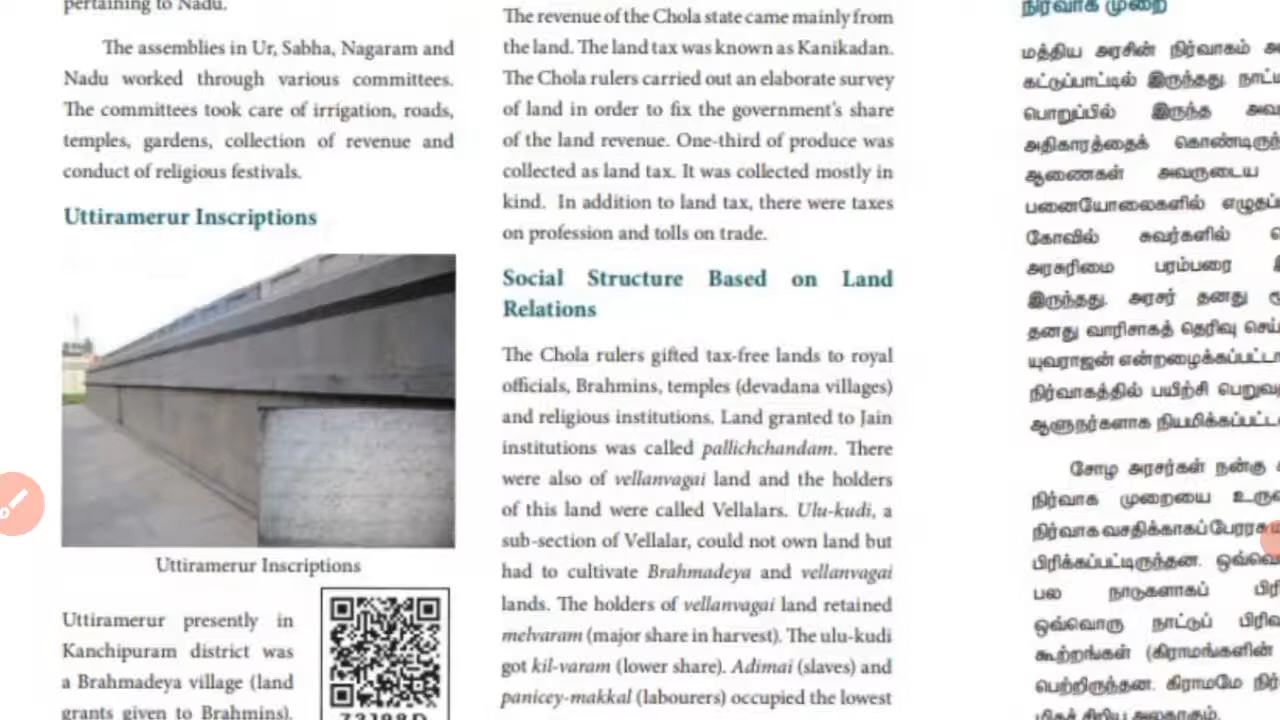 pertaining to Nadu.
The assemblies in Ur, Sabha, Nagaram and
Nadu worked through various committees.
The committees took care of irrigation, roads,
temples, gardens, collection of revenue and
conduct of religious festivals.
Uttiramerur Inscriptions
Uttiramerur Inscriptions
Uttiramerur presently in
Kanchipuram district was
a Brahmadeya village (land
grants given to Brahmins).
The revenue of the Chola state came mainly from
the land. The land tax was known as Kanikadan.
The Chola rulers carried out an elaborate survey
of land in order to fix the government's share
of the land revenue. One-third of produce was
collected as land tax. It was collected mostly in
kind. In addition to land tax, there were taxes
on profession and tolls on trade.
Social Structure Based on Land
Relations
The Chola rulers gifted tax-free lands to royal
officials, Brahmins, temples (devadana villages)
and religious institutions. Land granted to Jain
institutions was called pallichchandam. There
were also of vellanvagai land and the holders
of this land were called Vellalars. Ulu-kudi, a
sub-section of Vellalar, could not own land but
had to cultivate Brahmadeya and vellanvagai
lands. The holders of vellanvagai land retained
melvaram (major share in harvest). The ulu-kudi
got kil-varam (lower share). Adimai (slaves) and
panicey-makkal (labourers) occupied the lowest
நிர்வாக முறை
மத்திய அரசின் நிர்வாகம்
கட்டுப்பாட்டில் இருந்தது.
பொறுப்பில் இருந்த
அதிகாரத்தைக்
ஆணைகள் அவருடைய
பனையோலைகளில்
கோவில் சுவர்களில்
அரசுரிமை பரம்பரை
இருந்தது. அரசர் தனது
தனது வாரிசாகத் தெரிவு
யுவராஜன்
நிர்வாகத்தில் பயிற்சி
ஆளுநர்களாக
சோழ அரசர்கள் நன்கு
நிர்வாக முறையை
நிர்வாக வசதிக்காகப்
பிரிக்கப்பட்டிருந்தன.
பல நாடுகளாகப்
ஒவ்வொரு நாட்டுப்
கூற்றங்கள் (கிராமங்களின்
பெற்றிருந்தன. கிராமமே
மிகச் சிறிய அலகாகும்.